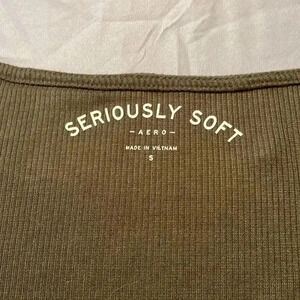 SERIOUSLY SOFT
-AERO-
MADE IN VIETNAM
S